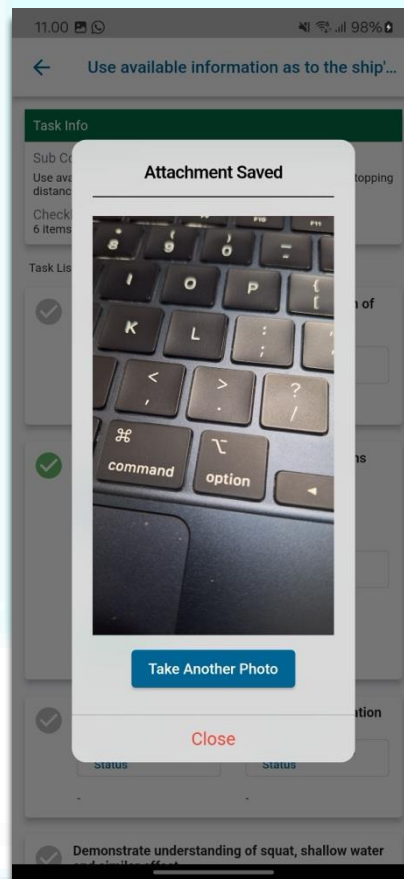 11.00 98%
Use available information as to the ship'...
Task Info
Sub Co
Use ava
topping
distanc
Checkl
6 items
Task Lis
Attachment Saved
n of
F10 F11
8 9 0
I O P { [
K L : ;
< , > . ? /
⌘ ⌥
command option
ns
Take Another Photo
ation
Close
Status Status
- -
Demonstrate understanding of squat, shallow water